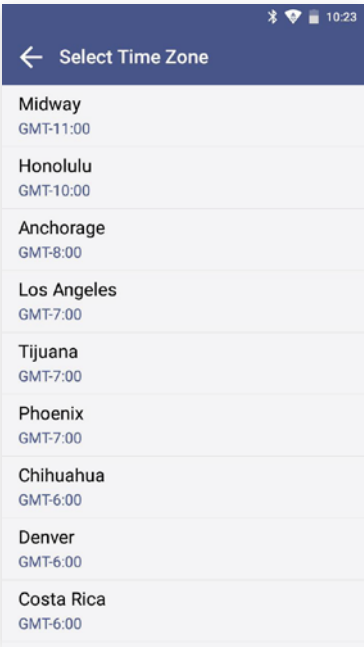 10:23
Select Time Zone
Midway
GMT-11:00
Honolulu
GMT-10:00
Anchorage
GMT-8:00
Los Angeles
GMT-7:00
Tijuana
GMT-7:00
Phoenix
GMT-7:00
Chihuahua
GMT-6:00
Denver
GMT-6:00
Costa Rica
GMT-6:00